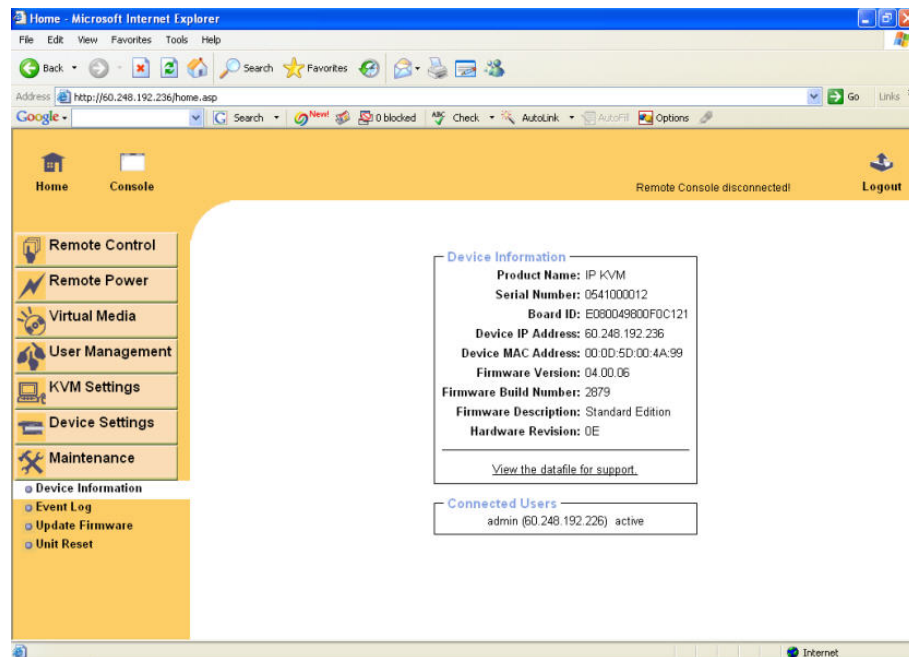 Home - Microsoft Internet Explorer
File Edit View Favorites Tools Help
Back Search Favorites
Address http://60.248.192.236/home.asp Go Links
Google Search New! 0 blocked ABC Check AutoLink AutoFill Options
Home Console Remote Console disconnected! Logout
Remote Control
Remote Power
Virtual Media
User Management
KVM Settings
Device Settings
Maintenance
Device Information
Event Log
Update Firmware
Unit Reset
Device Information
Product Name: IP KVM
Serial Number: 0541000012
Board ID: E080049800F0C121
Device IP Address: 60.248.192.236
Device MAC Address: 00:0D:5D:00:4A:99
Firmware Version: 04.00.06
Firmware Build Number: 2879
Firmware Description: Standard Edition
Hardware Revision: 0E
View the datafile for support.
Connected Users
admin (60.248.192.226) active
Internet